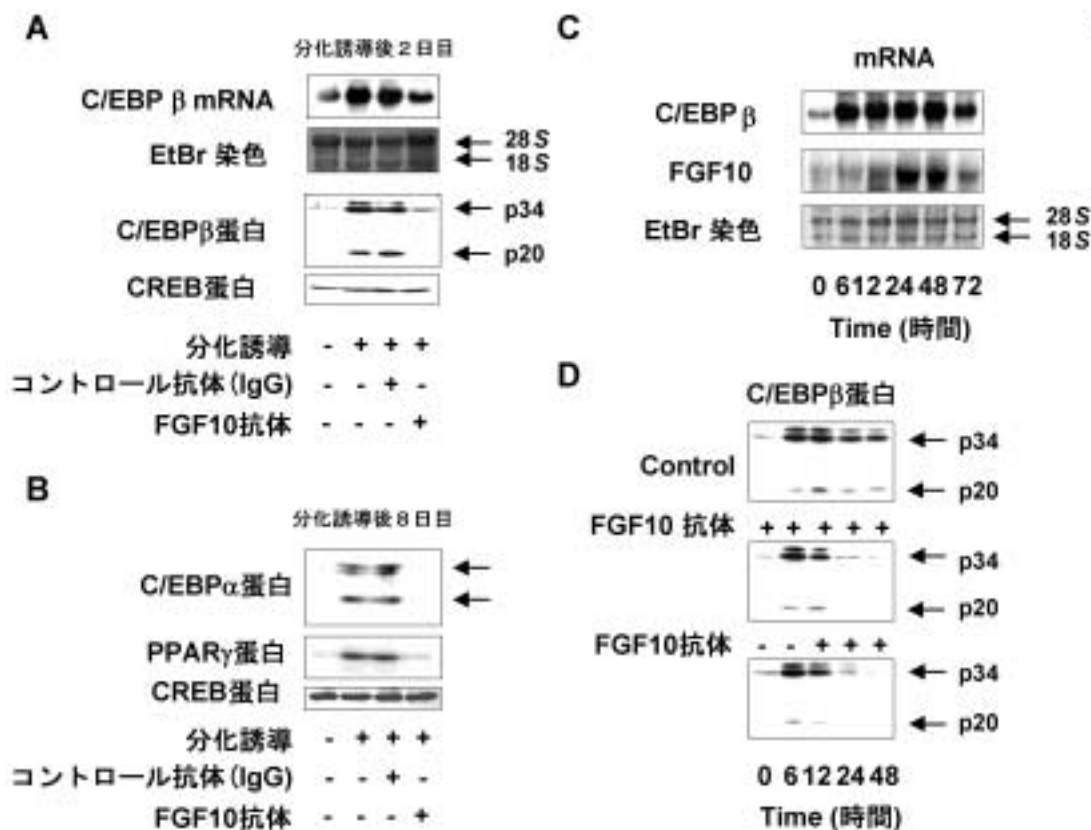 A
分化誘導後2日目
C/EBP β mRNA
EtBr 染色
28 S
18 S
C/EBPβ蛋白
p34
p20
CREB蛋白
分化誘導 - + + +
コントロール抗体(IgG) - - + -
FGF10抗体 - - - +
B
分化誘導後8日目
C/EBPα蛋白
PPARγ蛋白
CREB蛋白
分化誘導 - + + +
コントロール抗体(IgG) - - + -
FGF10抗体 - - - +
C
mRNA
C/EBP β
FGF10
EtBr 染色
28 S
18 S
0 6 12 24 48 72
Time (時間)
D
C/EBPβ蛋白
Control
p34
p20
FGF10 抗体 + + + + +
p34
p20
FGF10抗体 - - + + +
p34
p20
0 6 12 24 48
Time (時間)